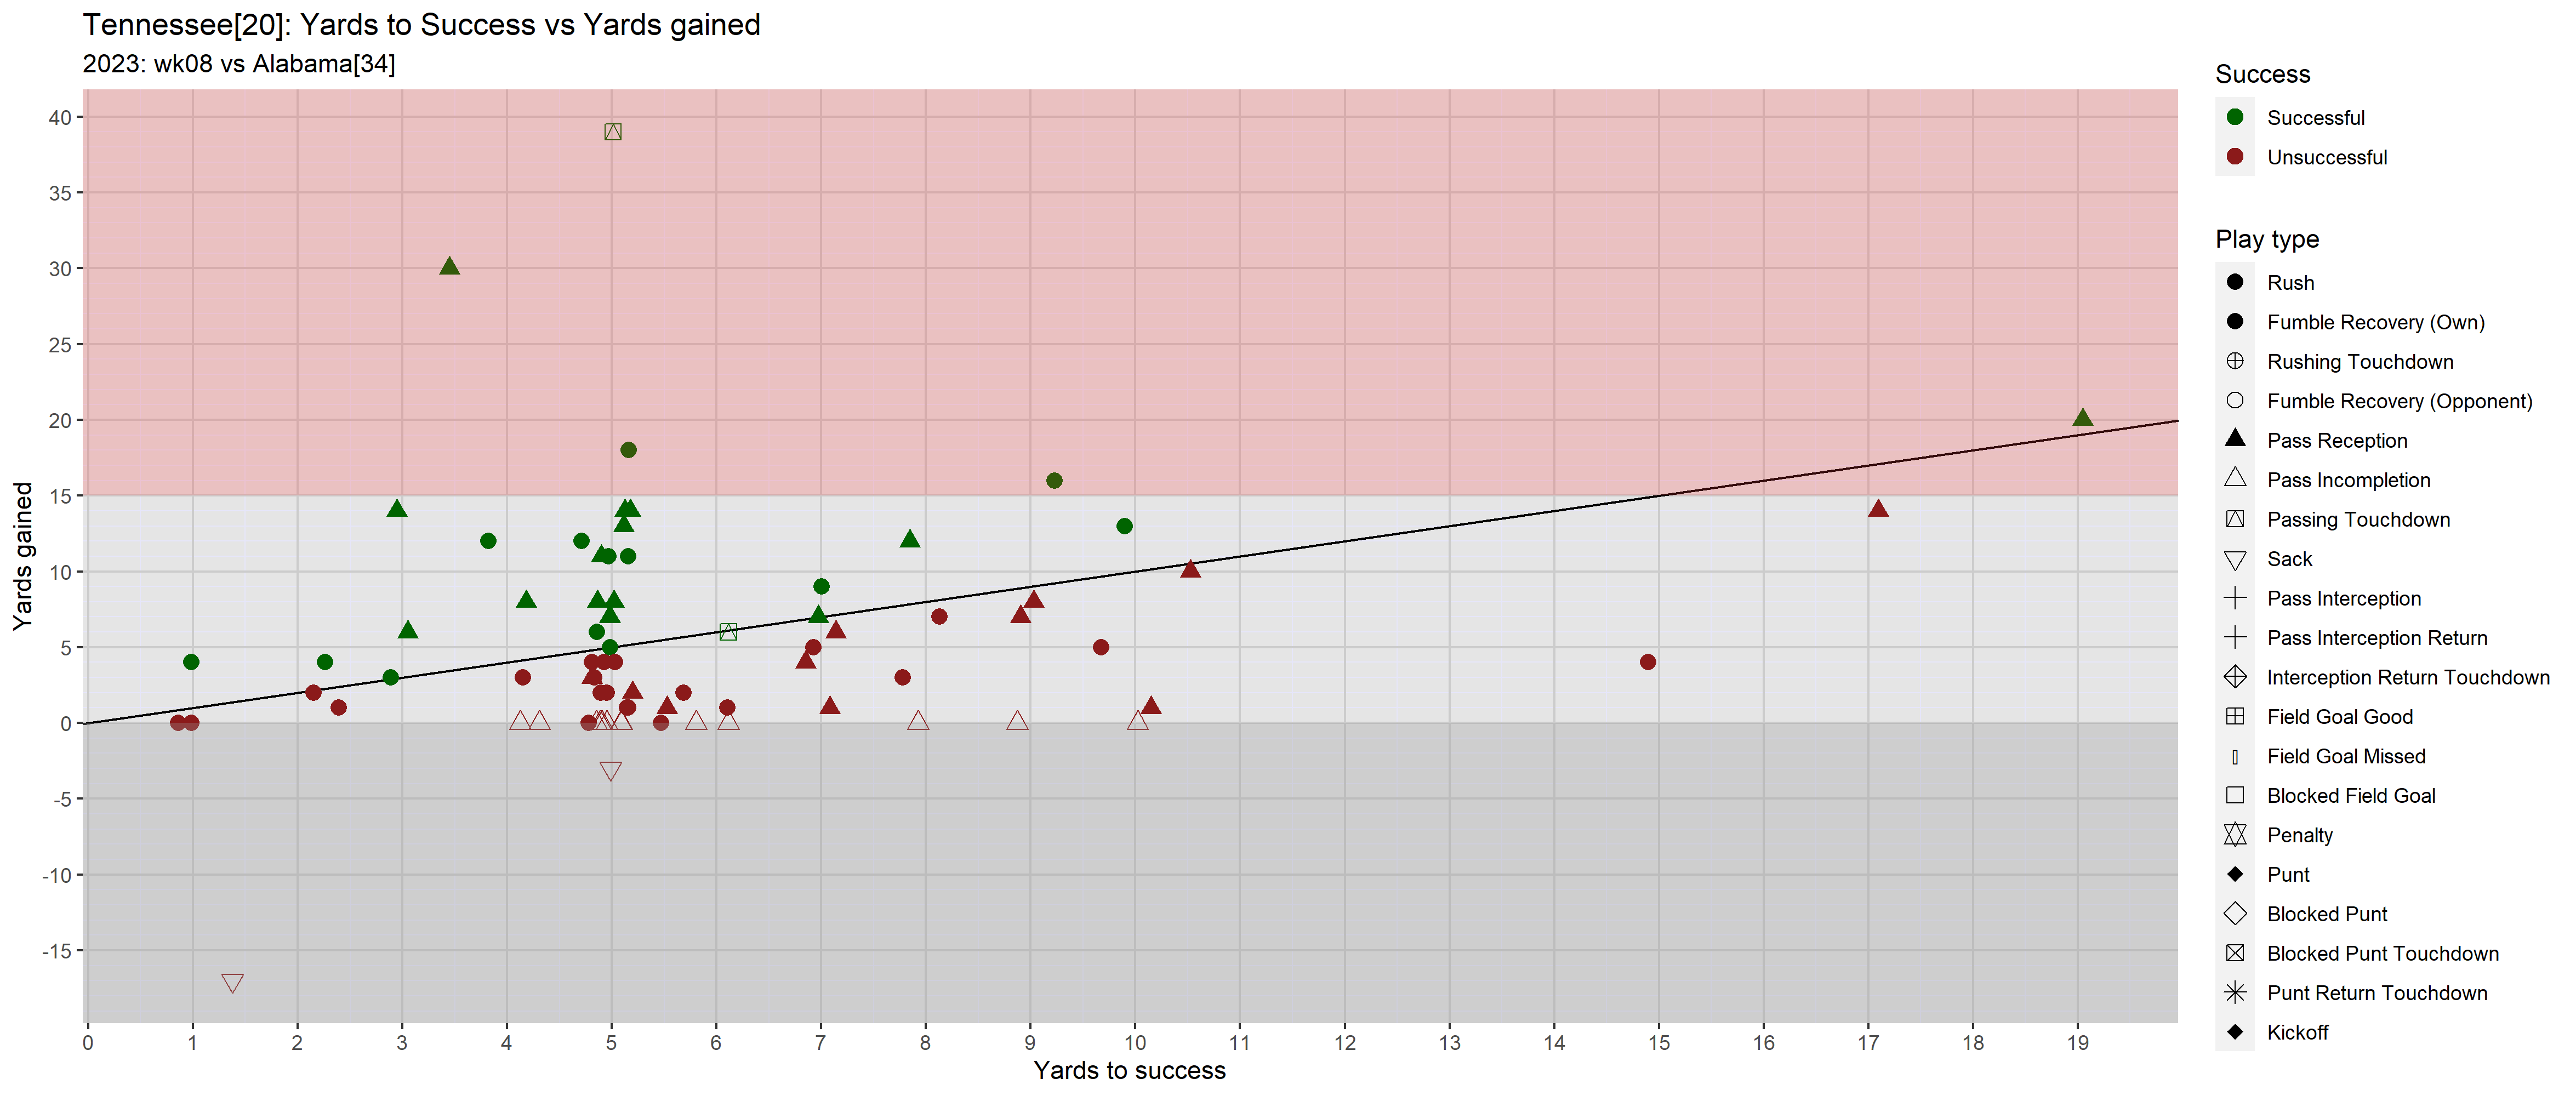 Tennessee[20]: Yards to Success vs Yards gained
2023: wk08 vs Alabama[34]
Yards gained
40
35
30
25
20
15
10
5
0
-5
-10
-15
0 1 2 3 4 5 6 7 8 9 10 11 12 13 14 15 16 17 18 19
Yards to success
Success
Successful
Unsuccessful
Play type
Rush
Fumble Recovery (Own)
Rushing Touchdown
Fumble Recovery (Opponent)
Pass Reception
Pass Incompletion
Passing Touchdown
Sack
Pass Interception
Pass Interception Return
Interception Return Touchdown
Field Goal Good
Field Goal Missed
Blocked Field Goal
Penalty
Punt
Blocked Punt
Blocked Punt Touchdown
Punt Return Touchdown
Kickoff